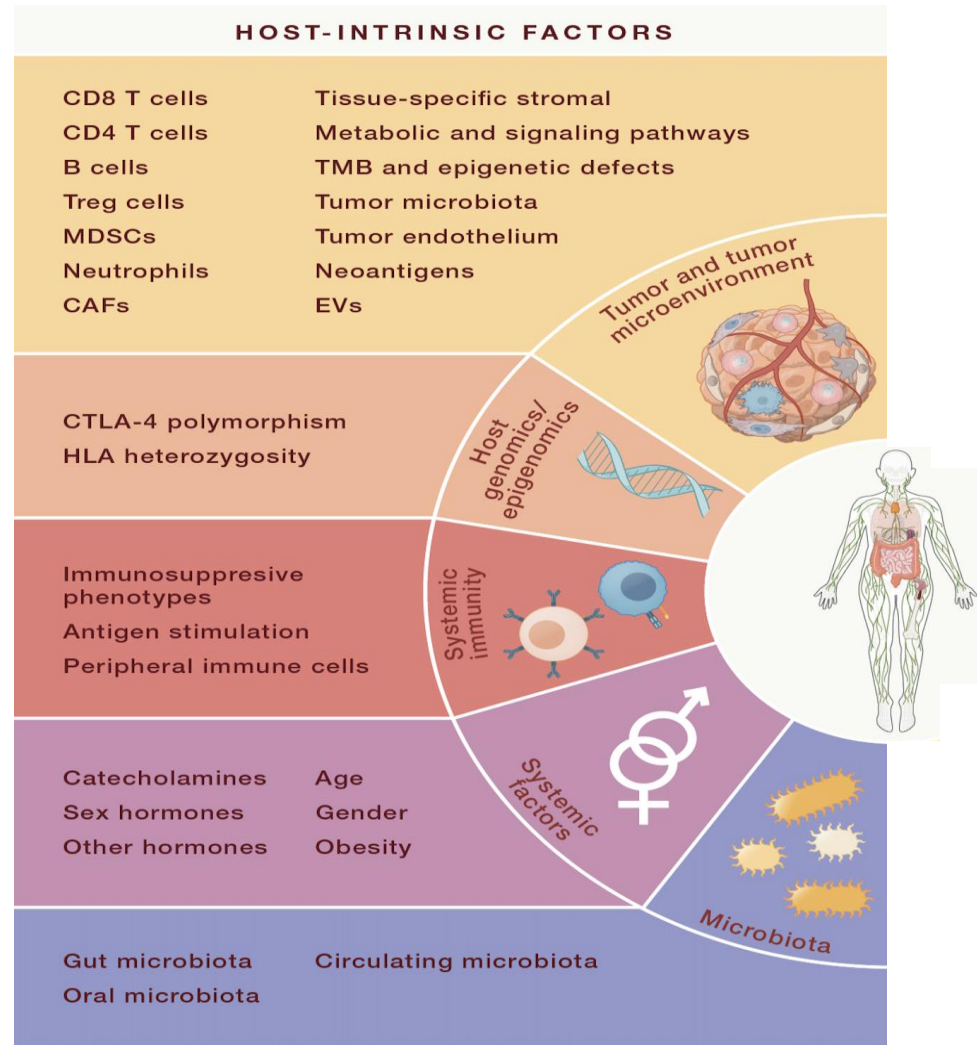 HOST-INTRINSIC FACTORS
CD8 T cells
CD4 T cells
B cells
Treg cells
MDSCs
Neutrophils
CAFs
Tissue-specific stromal
Metabolic and signaling pathways
TMB and epigenetic defects
Tumor microbiota
Tumor endothelium
Neoantigens
EVs
Tumor and tumor
microenvironment
CTLA-4 polymorphism
HLA heterozygosity
Host
genomics/
epigenomics
Immunosuppresive
phenotypes
Antigen stimulation
Peripheral immune cells
Systemic
immunity
Catecholamines
Sex hormones
Other hormones
Age
Gender
Obesity
Systemic
factors
Gut microbiota
Oral microbiota
Circulating microbiota
Microbiota